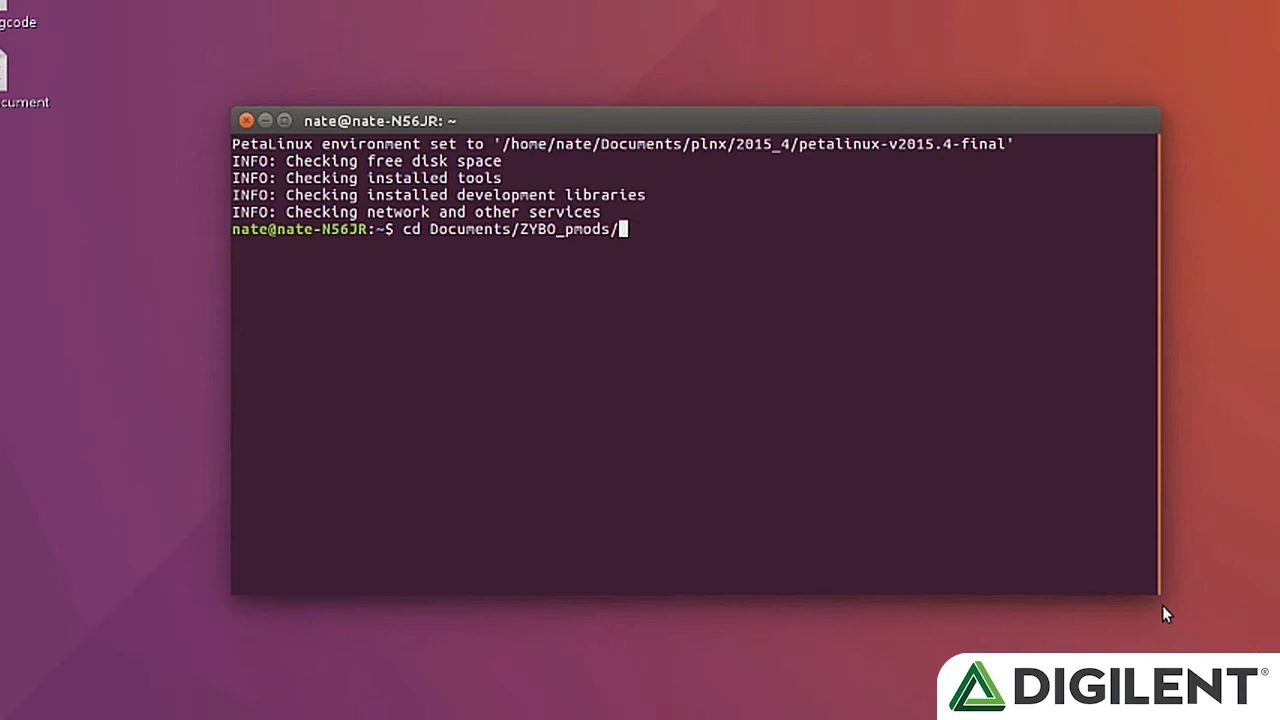 gcode
cument
nate@nate-N56JR: ~
PetaLinux environment set to '/home/nate/Documents/plnx/2015_4/petalinux-v2015.4-final'
INFO: Checking free disk space
INFO: Checking installed tools
INFO: Checking installed development libraries
INFO: Checking network and other services
nate@nate-N56JR:~$ cd Documents/ZYBO_pmods/
DIGILENT®